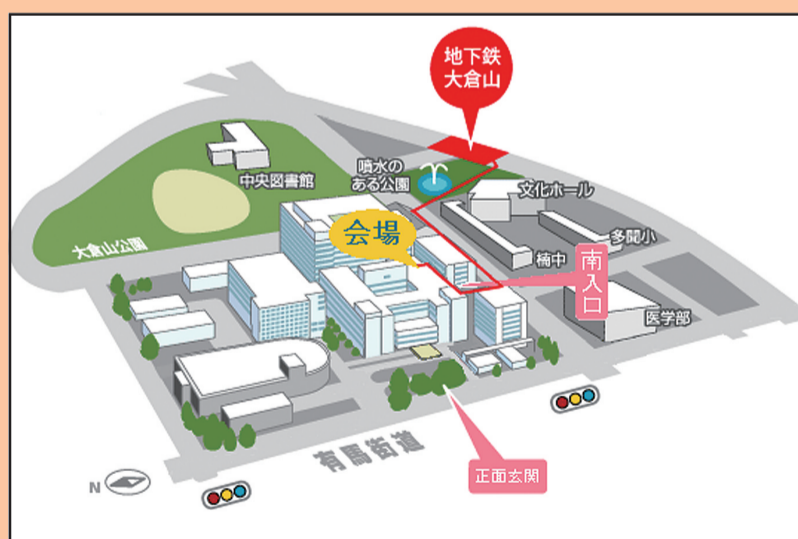 地下鉄
大倉山
中央図書館
噴水の
ある公園
文化ホール
大倉山公園
会場
楠中
多聞小
南入口
医学部
有馬街道
正面玄関
N